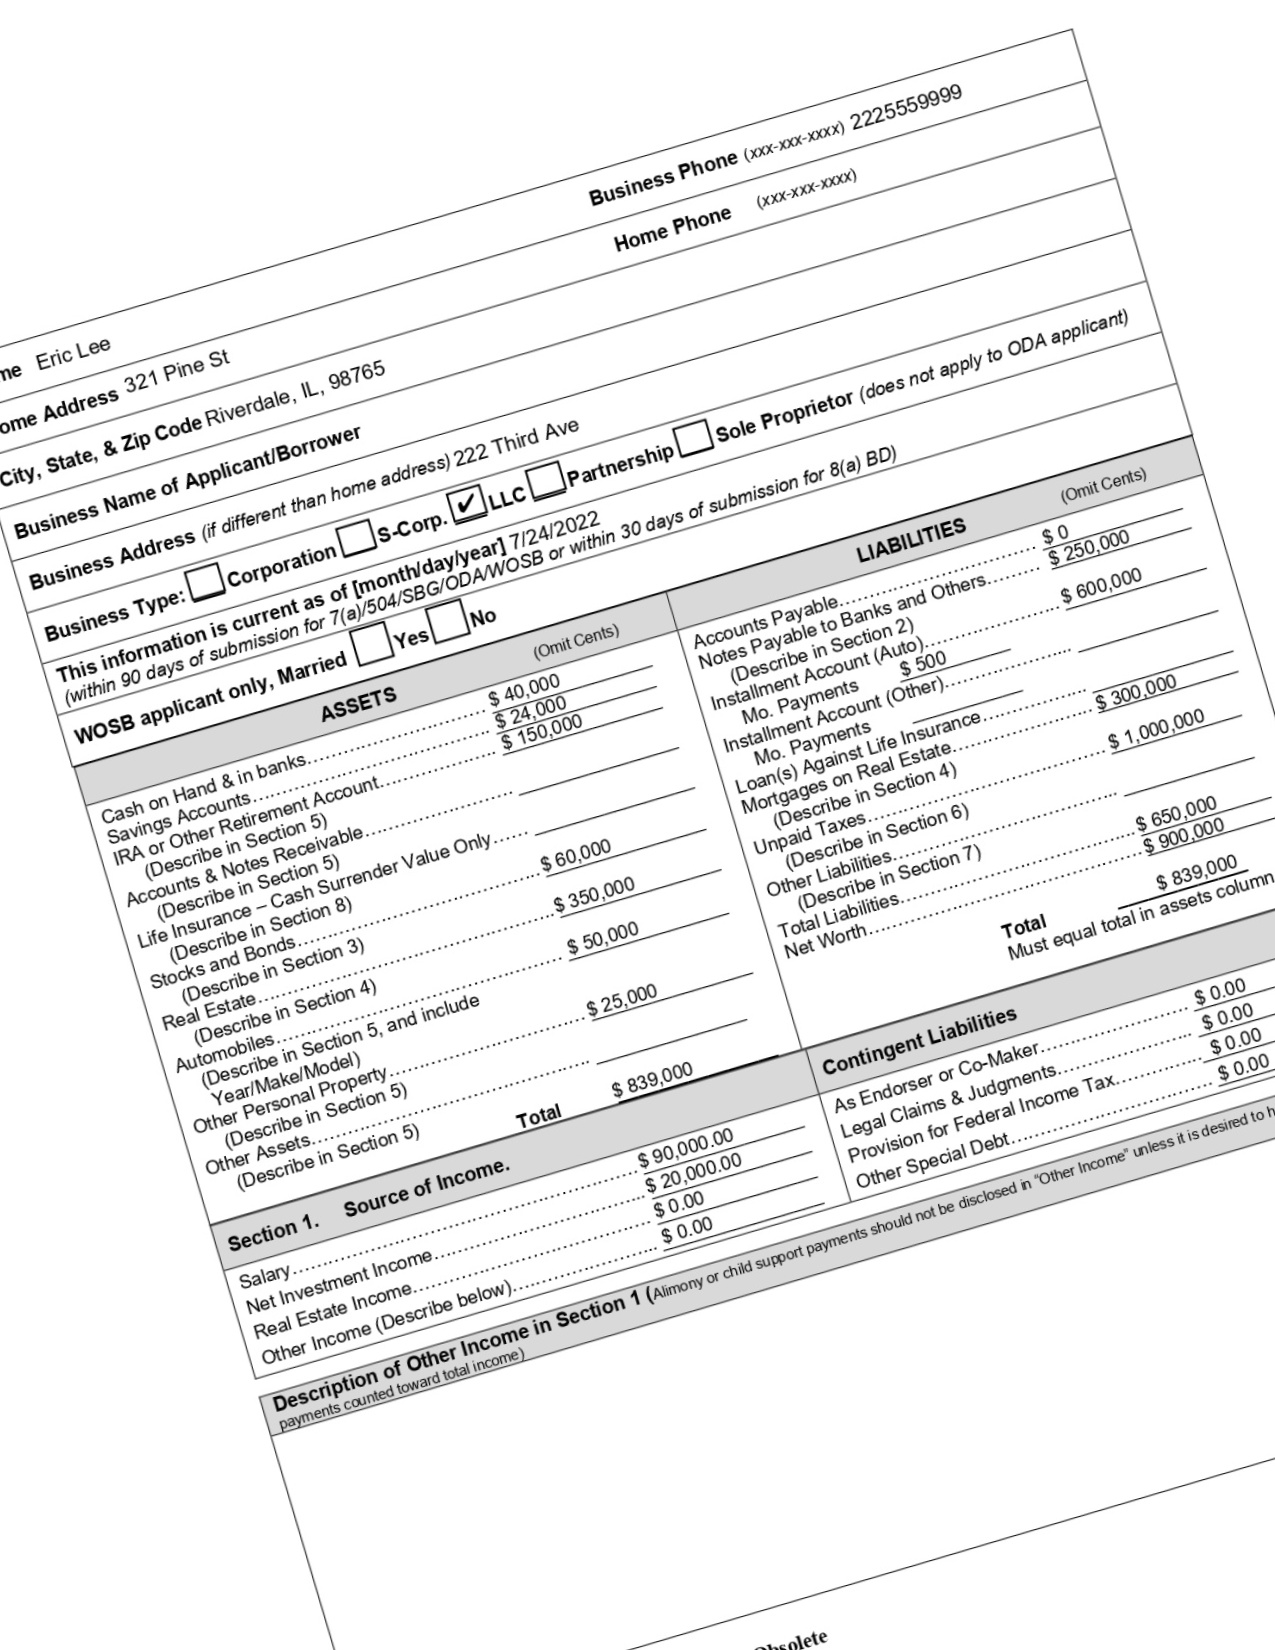 me Eric Lee
Business Phone (xxx-xxx-xxxx) 2225559999
ome Address 321 Pine St
Home Phone (xxx-xxx-xxxx)
City, State, & Zip Code Riverdale, IL, 98765
Business Name of Applicant/Borrower
Business Address (if different than home address) 222 Third Ave
Business Type: ☐ Corporation ☐ S-Corp. ✔ LLC ☐ Partnership ☐ Sole Proprietor (does not apply to ODA applicant)
This information is current as of [month/day/year] 7/24/2022
(within 90 days of submission for 7(a)/504/SBG/ODA/WOSB or within 30 days of submission for 8(a) BD)
WOSB applicant only, Married ☐ Yes ☐ No
ASSETS (Omit Cents)
Cash on Hand & in banks $ 40,000
Savings Accounts $ 24,000
IRA or Other Retirement Account $ 150,000
(Describe in Section 5)
Accounts & Notes Receivable
(Describe in Section 5)
Life Insurance – Cash Surrender Value Only
(Describe in Section 8)
Stocks and Bonds $ 60,000
(Describe in Section 3)
Real Estate $ 350,000
(Describe in Section 4)
Automobiles $ 50,000
(Describe in Section 5, and include
Year/Make/Model)
Other Personal Property $ 25,000
(Describe in Section 5)
Other Assets
(Describe in Section 5)
Total $ 839,000
LIABILITIES (Omit Cents)
Accounts Payable $ 0
Notes Payable to Banks and Others $ 250,000
(Describe in Section 2)
Installment Account (Auto) $ 600,000
Mo. Payments $ 500
Installment Account (Other)
Mo. Payments
Loan(s) Against Life Insurance
Mortgages on Real Estate $ 300,000
(Describe in Section 4)
Unpaid Taxes $ 1,000,000
(Describe in Section 6)
Other Liabilities
(Describe in Section 7)
Total Liabilities $ 650,000
Net Worth $ 900,000
Total $ 839,000
Must equal total in assets column
Section 1. Source of Income.
Salary $ 90,000.00
Net Investment Income $ 20,000.00
Real Estate Income $ 0.00
Other Income (Describe below) $ 0.00
Contingent Liabilities
As Endorser or Co-Maker $ 0.00
Legal Claims & Judgments $ 0.00
Provision for Federal Income Tax $ 0.00
Other Special Debt $ 0.00
Description of Other Income in Section 1 (Alimony or child support payments should not be disclosed in “Other Income” unless it is desired to h
payments counted toward total income)
bsolete